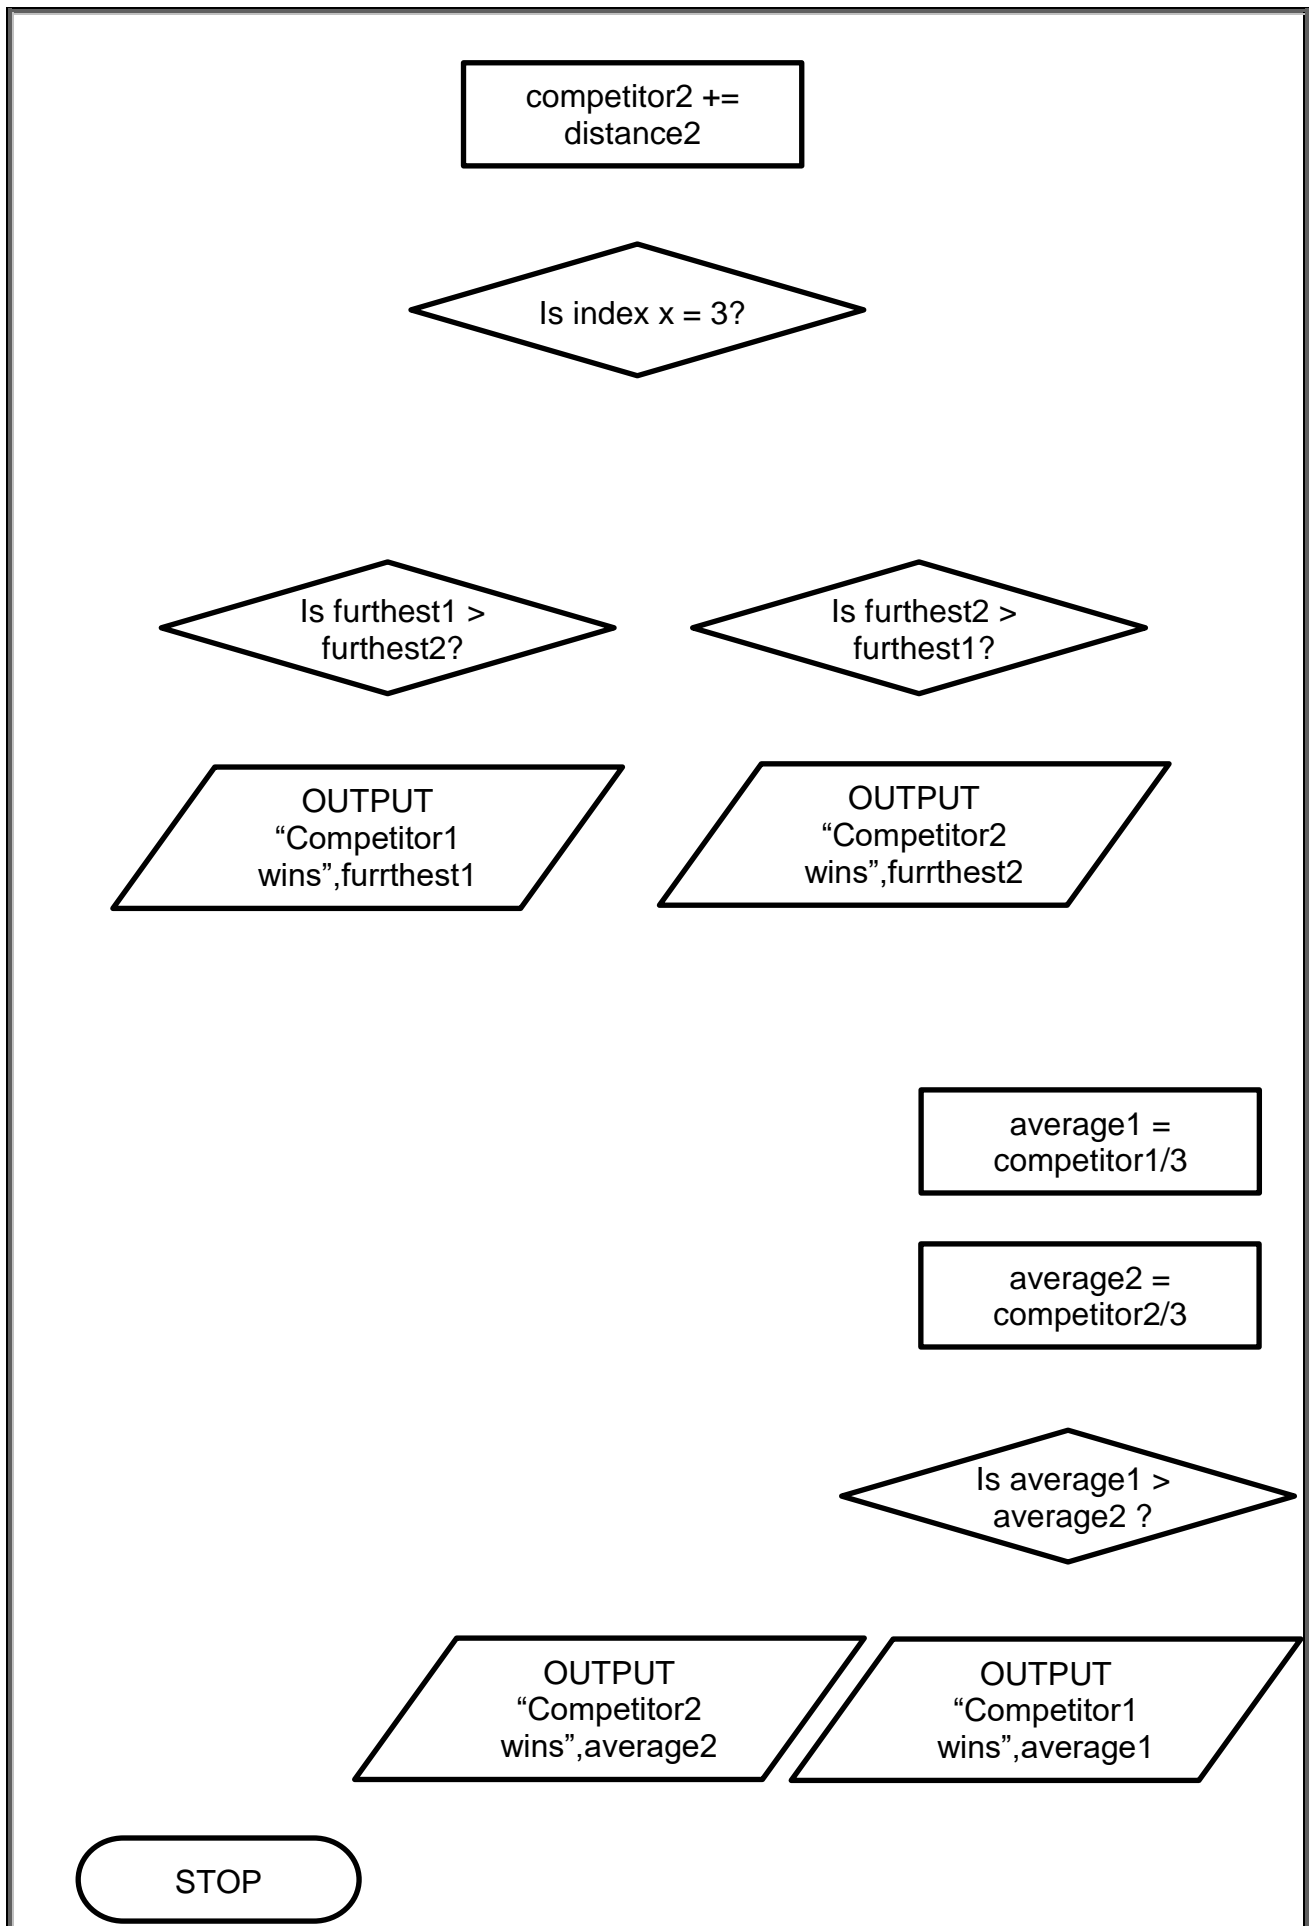 competitor2 +=
distance2
Is index x = 3?
Is furthest1 >
furthest2?
Is furthest2 >
furthest1?
OUTPUT
“Competitor1
wins”,furrthest1
OUTPUT
“Competitor2
wins”,furrthest2
average1 =
competitor1/3
average2 =
competitor2/3
Is average1 >
average2 ?
OUTPUT
“Competitor2
wins”,average2
OUTPUT
“Competitor1
wins”,average1
STOP